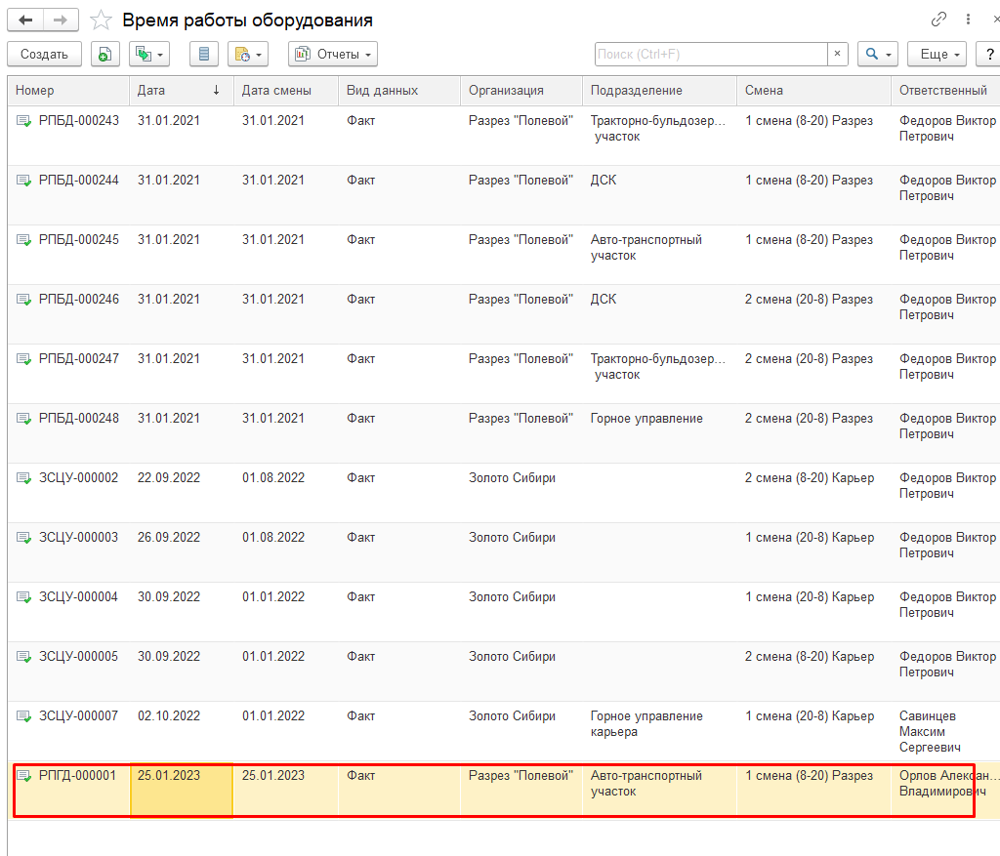 Время работы оборудования
Создать Отчеты Поиск (Ctrl+F) × Еще ?
Номер Дата ↓ Дата смены Вид данных Организация Подразделение Смена Ответственный
РПБД-000243 31.01.2021 31.01.2021 Факт Разрез "Полевой" Тракторно-бульдозер... 1 смена (8-20) Разрез Федоров Виктор
участок Петрович
РПБД-000244 31.01.2021 31.01.2021 Факт Разрез "Полевой" ДСК 1 смена (8-20) Разрез Федоров Виктор
Петрович
РПБД-000245 31.01.2021 31.01.2021 Факт Разрез "Полевой" Авто-транспортный 1 смена (8-20) Разрез Федоров Виктор
участок Петрович
РПБД-000246 31.01.2021 31.01.2021 Факт Разрез "Полевой" ДСК 2 смена (20-8) Разрез Федоров Виктор
Петрович
РПБД-000247 31.01.2021 31.01.2021 Факт Разрез "Полевой" Тракторно-бульдозер... 2 смена (20-8) Разрез Федоров Виктор
участок Петрович
РПБД-000248 31.01.2021 31.01.2021 Факт Разрез "Полевой" Горное управление 2 смена (20-8) Разрез Федоров Виктор
Петрович
ЗСЦУ-000002 22.09.2022 01.08.2022 Факт Золото Сибири 2 смена (8-20) Карьер Федоров Виктор
Петрович
ЗСЦУ-000003 26.09.2022 01.08.2022 Факт Золото Сибири 1 смена (20-8) Карьер Федоров Виктор
Петрович
ЗСЦУ-000004 30.09.2022 01.01.2022 Факт Золото Сибири 1 смена (20-8) Карьер Федоров Виктор
Петрович
ЗСЦУ-000005 30.09.2022 01.01.2022 Факт Золото Сибири 2 смена (8-20) Карьер Федоров Виктор
Петрович
ЗСЦУ-000007 02.10.2022 01.01.2022 Факт Золото Сибири Горное управление 1 смена (20-8) Карьер Савинцев
карьера Максим
Сергеевич
РПГД-000001 25.01.2023 25.01.2023 Факт Разрез "Полевой" Авто-транспортный 1 смена (8-20) Разрез Орлов Алексан...
участок Владимирович